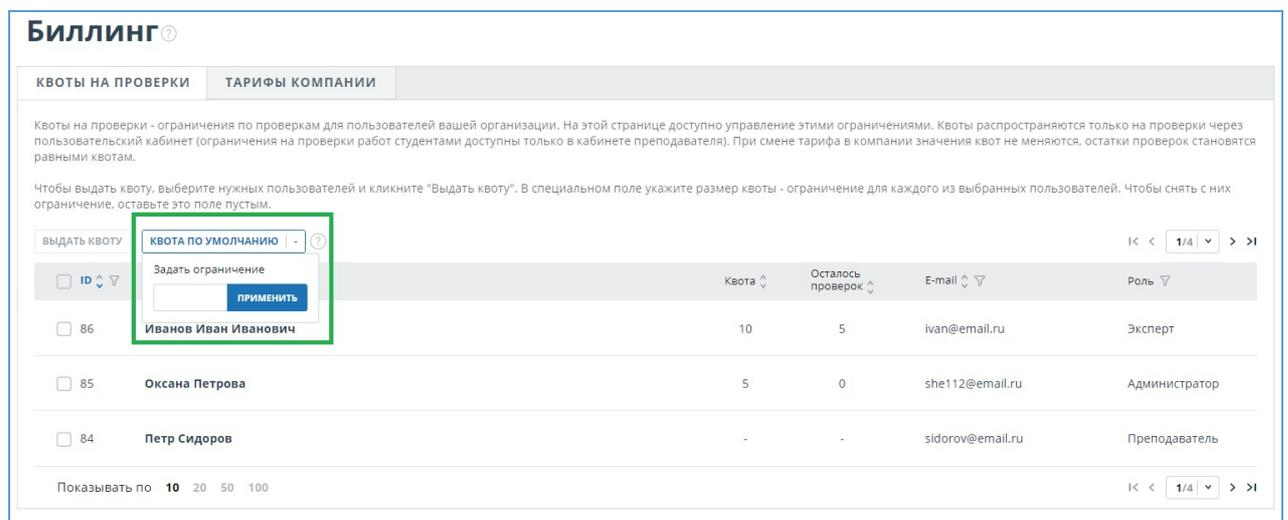 Биллинг ?
КВОТЫ НА ПРОВЕРКИ ТАРИФЫ КОМПАНИИ
Квоты на проверки - ограничения по проверкам для пользователей вашей организации. На этой странице доступно управление этими ограничениями. Квоты распространяются только на проверки через
пользовательский кабинет (ограничения на проверки работ студентами доступны только в кабинете преподавателя). При смене тарифа в компании значения квот не меняются, остатки проверок становятся
равными квотам.
Чтобы выдать квоту, выберите нужных пользователей и кликните "Выдать квоту". В специальном поле укажите размер квоты - ограничение для каждого из выбранных пользователей. Чтобы снять с них
ограничение, оставьте это поле пустым.
ВЫДАТЬ КВОТУ КВОТА ПО УМОЛЧАНИЮ - ? 1/4
Задать ограничение
ПРИМЕНИТЬ
ID Квота Осталось проверок E-mail Роль
86 Иванов Иван Иванович 10 5 ivan@email.ru Эксперт
85 Оксана Петрова 5 0 she112@email.ru Администратор
84 Петр Сидоров - - sidorov@email.ru Преподаватель
Показывать по 10 20 50 100 1/4